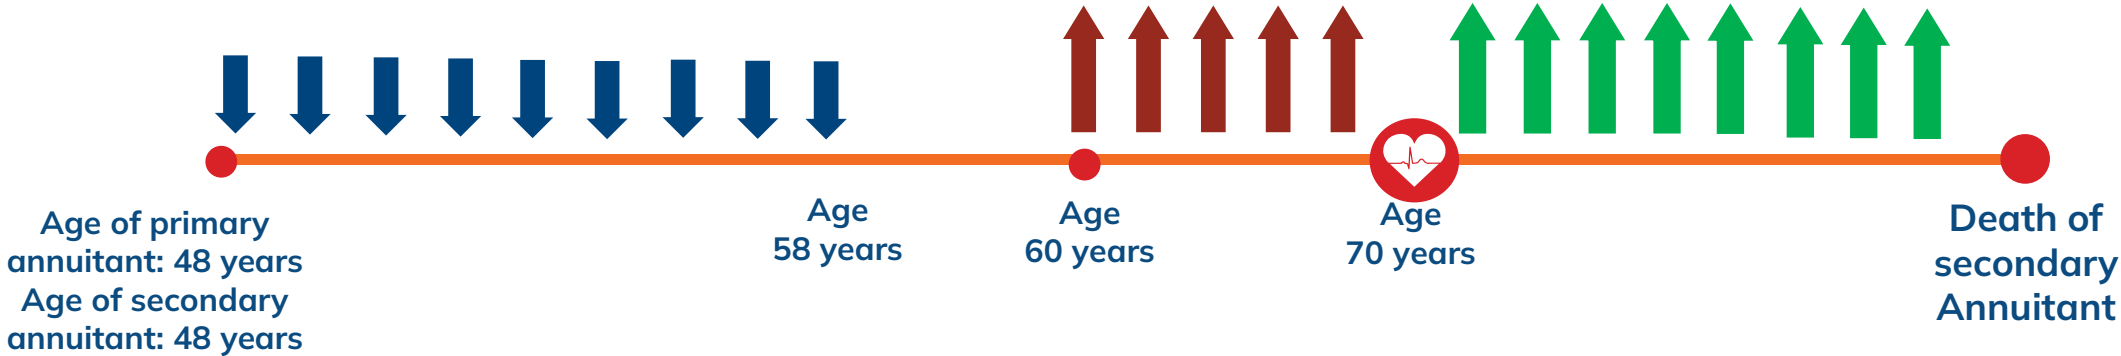 Age of primary
annuitant: 48 years
Age of secondary
annuitant: 48 years
Age
58 years
Age
60 years
Age
70 years
Death of
secondary
Annuitant